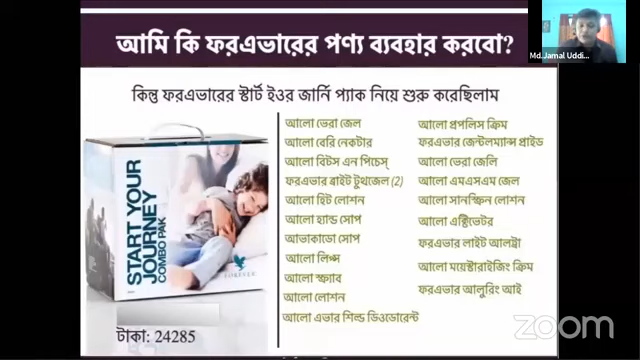 আমি কি ফরএভারের পণ্য ব্যবহার করবো?
Md.Jamal Uddi...
কিন্তু ফরএভারের স্টার্ট ইওর জার্নি প্যাক নিয়ে শুরু করেছিলাম
START YOUR
JOURNEY
COMBO PAK
FOREVER
টাকা: 24285
আলো ভেরা জেল
আলো বেরি নেকটার
আলো বিটস এন পিচেস্
ফরএভার ব্রাইট টুথজেল (2)
আলো হিট লোশন
আলো হ্যান্ড সোপ
আভাকাডো সোপ
আলো লিপ্স
আলো স্ক্রাব
আলো লোশন
আলো এভার শিল্ড ডিওডোরেন্ট
আলো প্রপলিস ক্রিম
ফরএভার জেন্টলম্যান্স প্রাইড
আলো ভেরা জেলি
আলো এমএসএম জেল
আলো সানস্ক্রিন লোশন
আলো এক্টিভেটর
ফরএভার লাইট আলট্রা
আলো ময়েস্টারাইজিং ক্রিম
ফরএভার আলুরিং আই
zoom